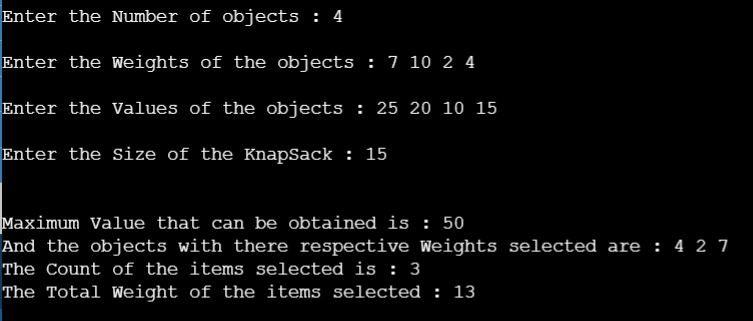 Enter the Number of objects : 4
Enter the Weights of the objects : 7 10 2 4
Enter the Values of the objects : 25 20 10 15
Enter the Size of the KnapSack : 15
Maximum Value that can be obtained is : 50
And the objects with there respective Weights selected are : 4 2 7
The Count of the items selected is : 3
The Total Weight of the items selected : 13